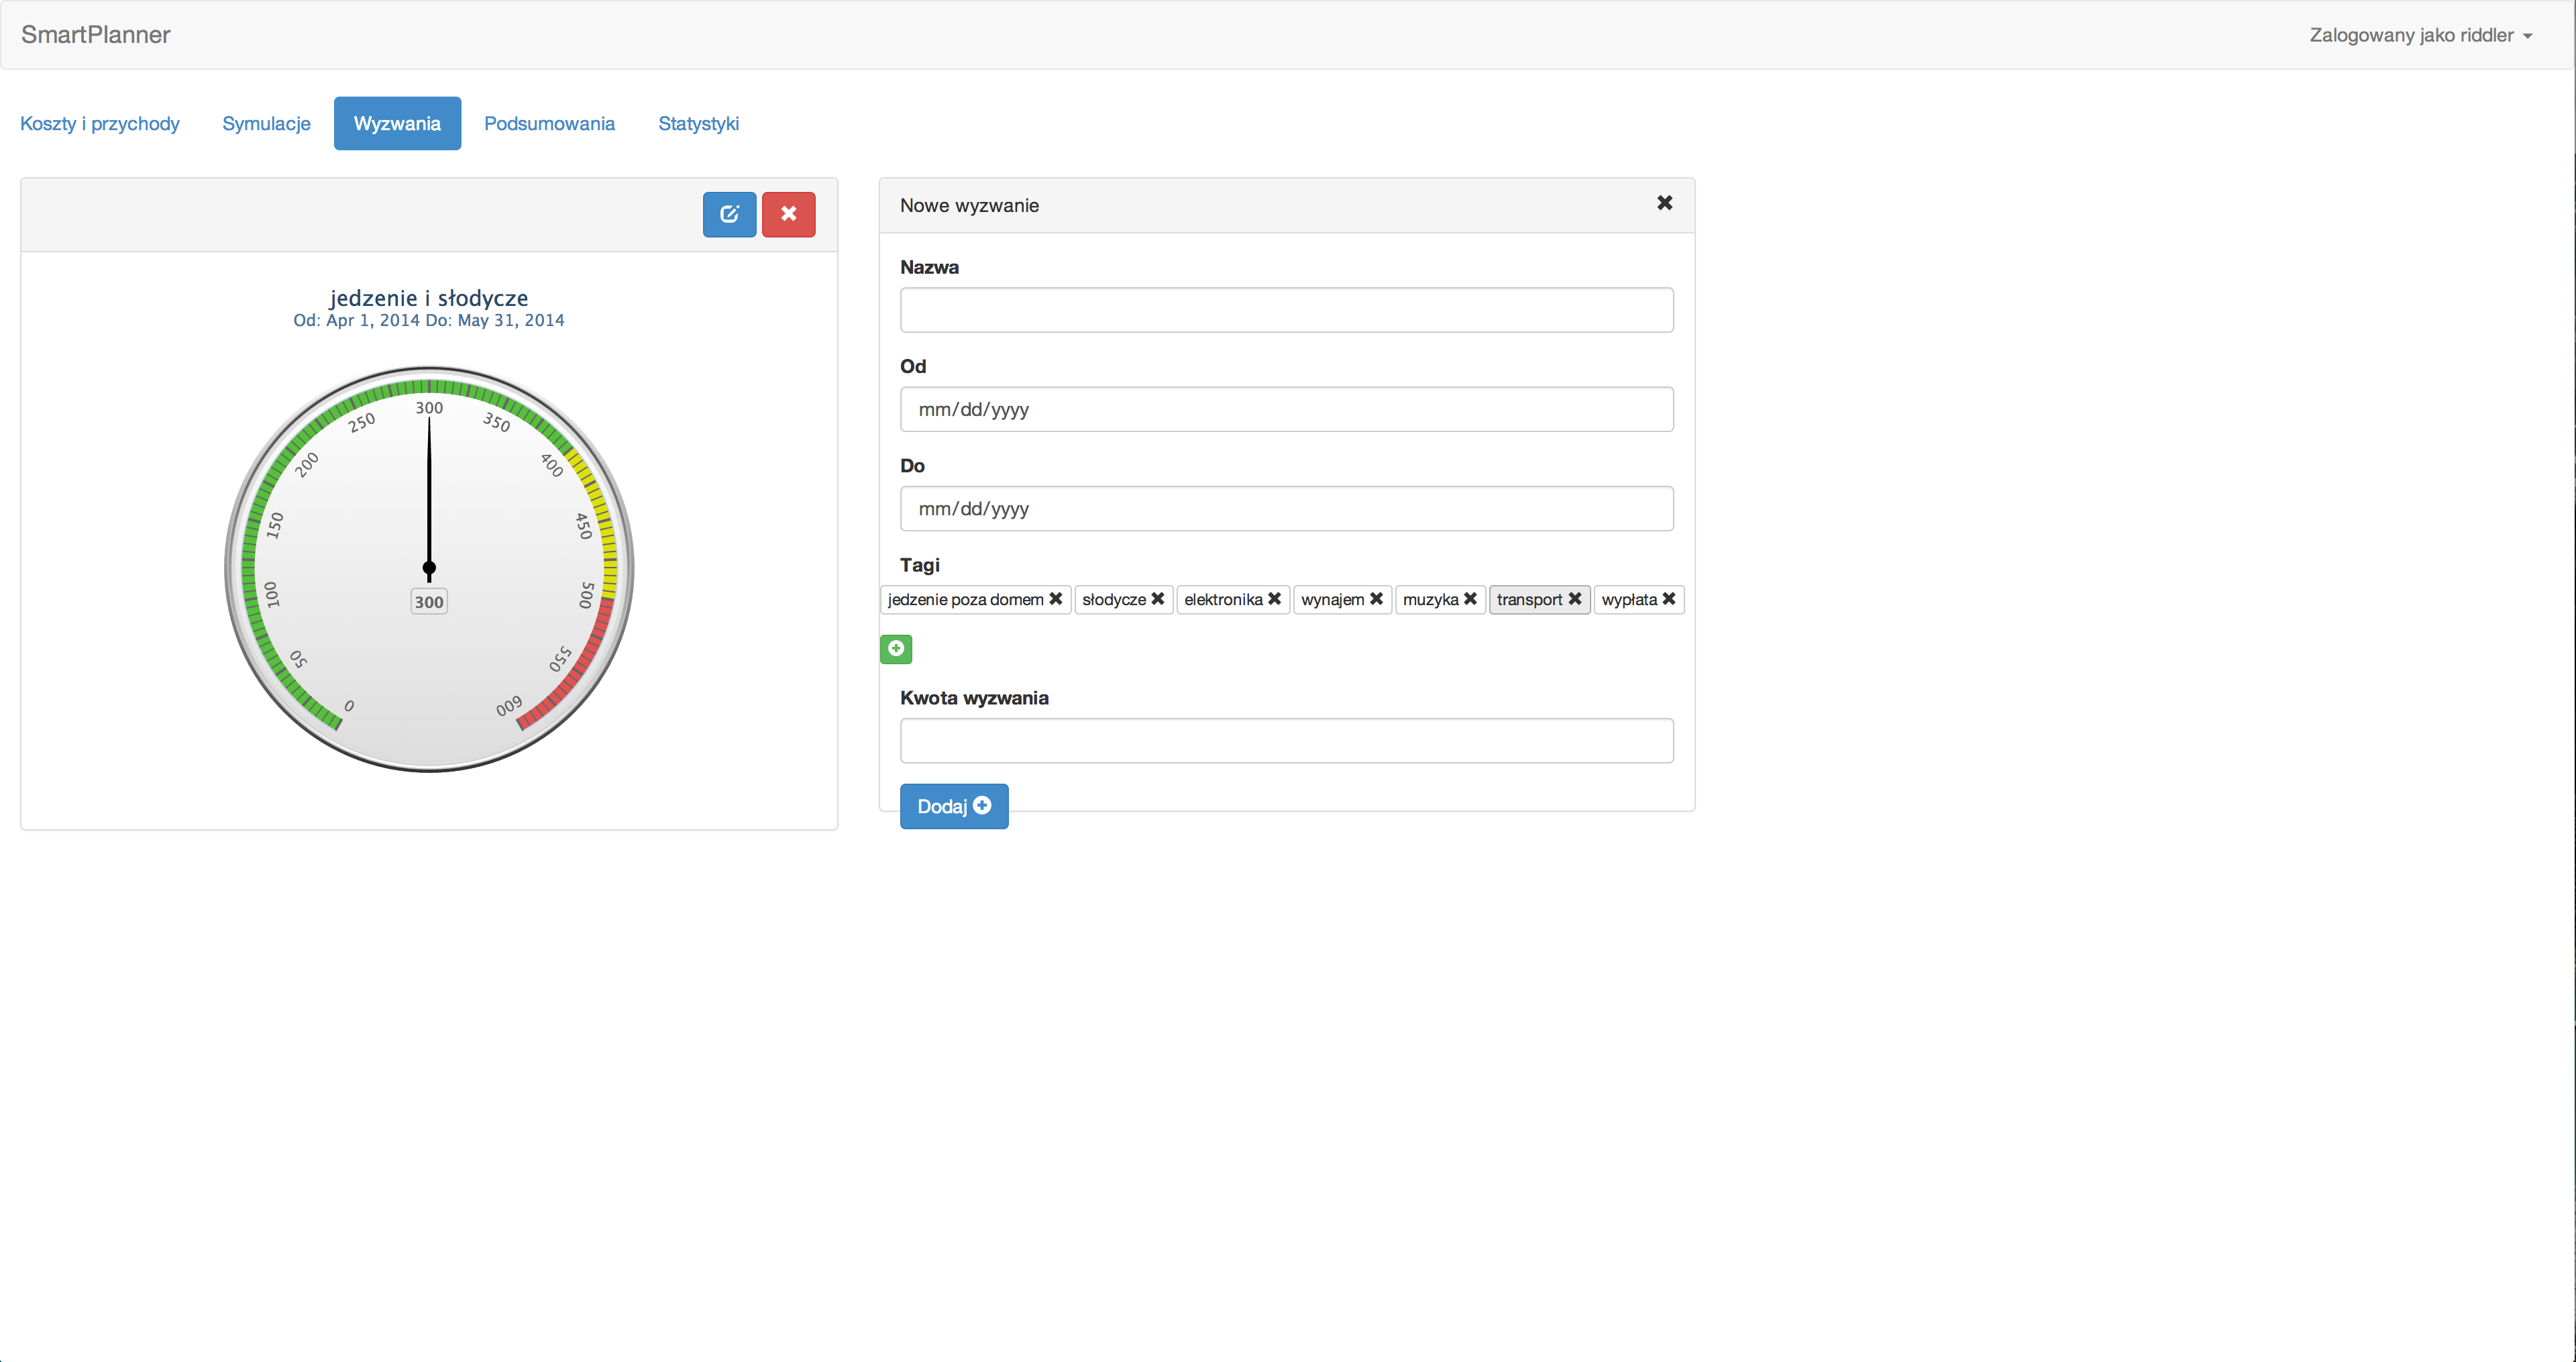 SmartPlanner
Zalogowany jako riddler
Koszty i przychody Symulacje Wyzwania Podsumowania Statystyki
jedzenie i słodycze
Od: Apr 1, 2014 Do: May 31, 2014
0
50
100
150
200
250
300
350
400
450
500
550
600
300
Nowe wyzwanie
Nazwa
Od
mm/dd/yyyy
Do
mm/dd/yyyy
Tagi
jedzenie poza domem słodycze elektronika wynajem muzyka transport wypłata
Kwota wyzwania
Dodaj